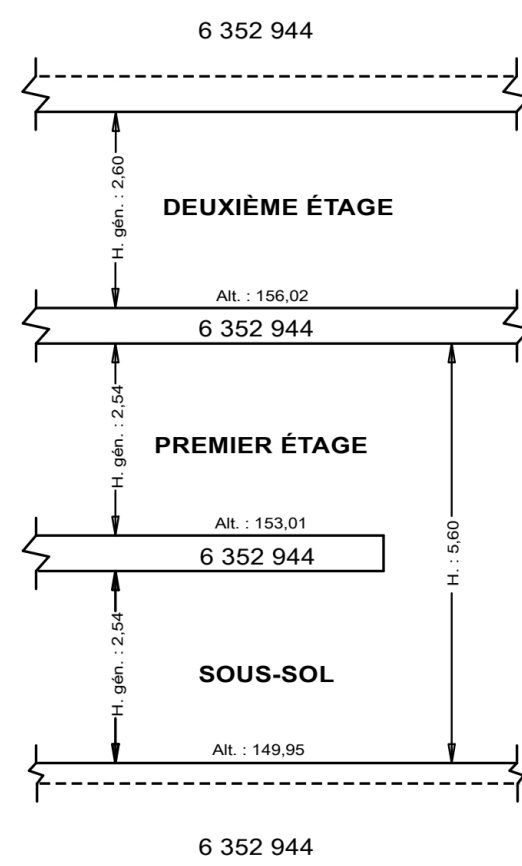 6 352 944
H. gén. : 2,60
DEUXIÈME ÉTAGE
Alt. : 156,02
6 352 944
H. gén. : 2,54
PREMIER ÉTAGE
H. : 5,60
Alt. : 153,01
6 352 944
H. gén. : 2,54
SOUS-SOL
Alt. : 149,95
6 352 944